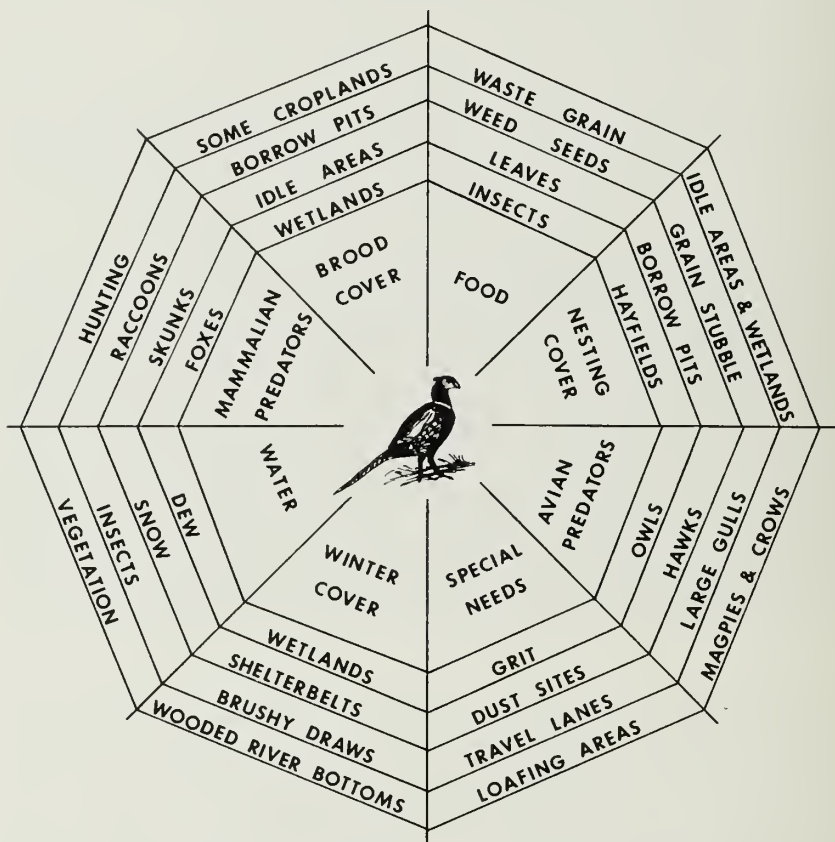 FOOD
INSECTS
LEAVES
WEED SEEDS
WASTE GRAIN
NESTING
COVER
HAYFIELDS
BORROW PITS
GRAIN STUBBLE
IDLE AREAS & WETLANDS
AVIAN
PREDATORS
OWLS
HAWKS
LARGE GULLS
MAGPIES & CROWS
SPECIAL
NEEDS
GRIT
DUST SITES
TRAVEL LANES
LOAFING AREAS
WINTER
COVER
WETLANDS
SHELTERBELTS
BRUSHY DRAWS
WOODED RIVER BOTTOMS
WATER
DEW
SNOW
INSECTS
VEGETATION
MAMMALIAN
PREDATORS
FOXES
SKUNKS
RACCOONS
HUNTING
BROOD
COVER
WETLANDS
IDLE AREAS
BORROW PITS
SOME CROPLANDS